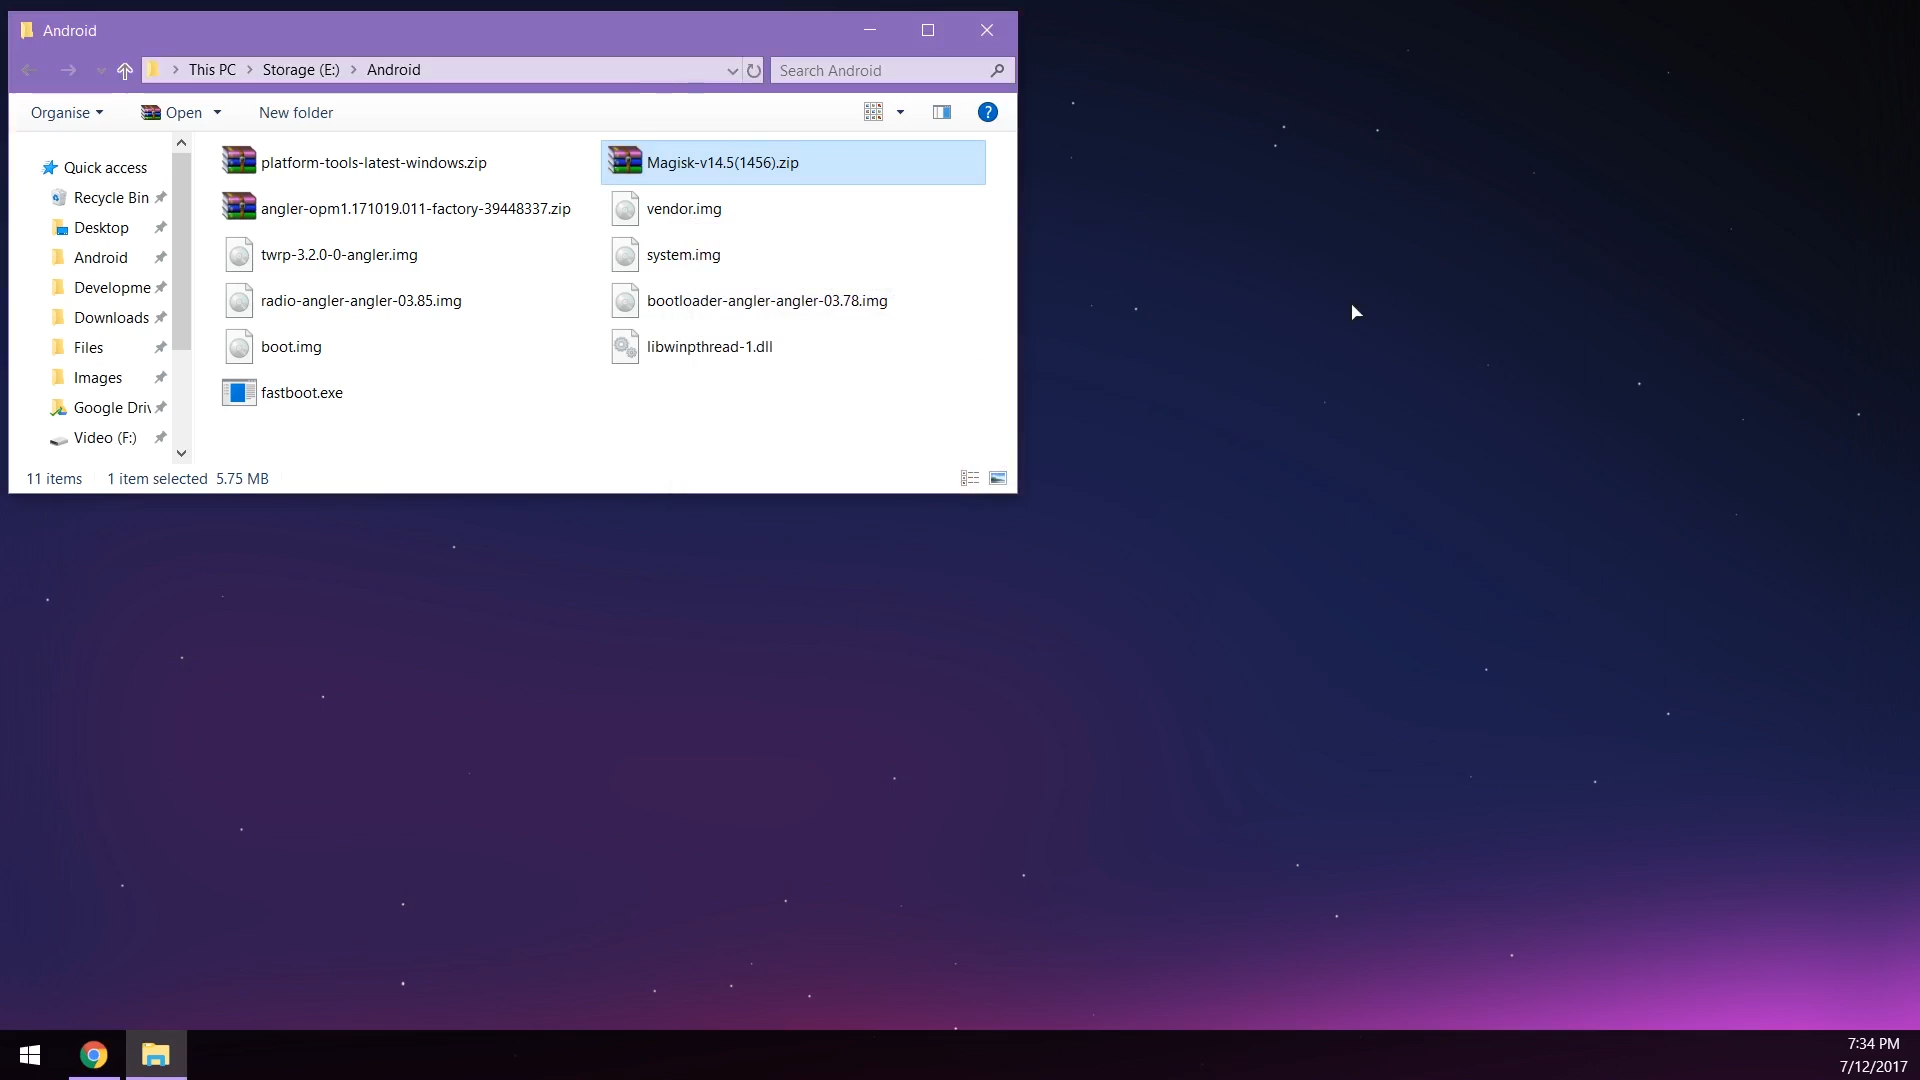 Android
This PC > Storage (E:) > Android
Search Android
Organise
Open
New folder
?
Quick access
Recycle Bin
Desktop
Android
Developme
Downloads
Files
Images
Google Driv
Video (F:)
platform-tools-latest-windows.zip
Magisk-v14.5(1456).zip
angler-opm1.171019.011-factory-39448337.zip
vendor.img
twrp-3.2.0-0-angler.img
system.img
radio-angler-angler-03.85.img
bootloader-angler-angler-03.78.img
boot.img
libwinpthread-1.dll
fastboot.exe
11 items 1 item selected 5.75 MB
7:34 PM
7/12/2017